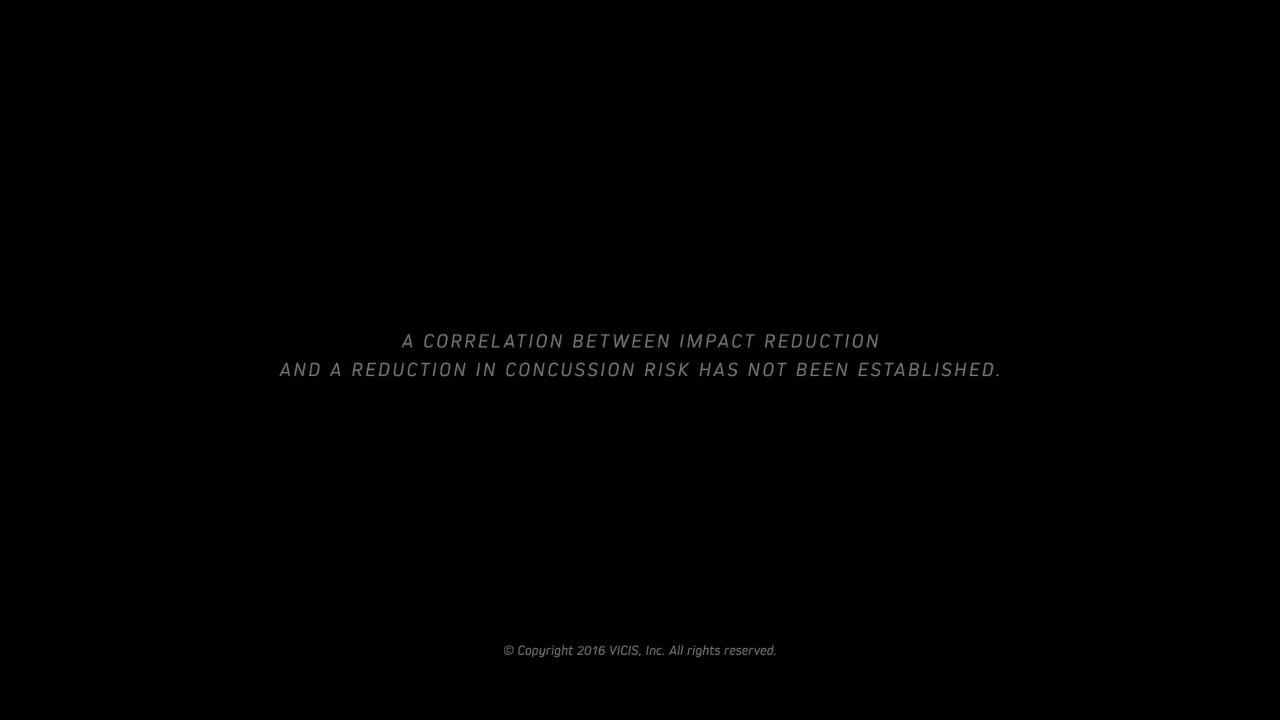 A CORRELATION BETWEEN IMPACT REDUCTION
AND A REDUCTION IN CONCUSSION RISK HAS NOT BEEN ESTABLISHED.
© Copyright 2016 VICIS, Inc. All rights reserved.